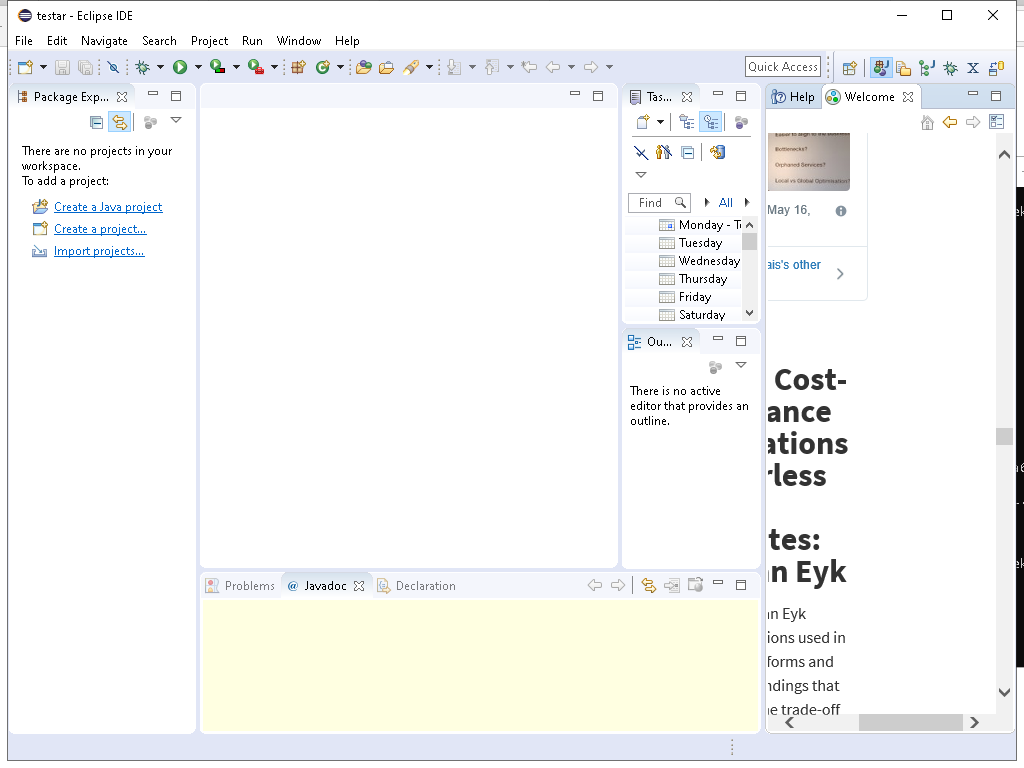 testar - Eclipse IDE
File Edit Navigate Search Project Run Window Help
Quick Access
Package Exp...
There are no projects in your
workspace.
To add a project:
Create a Java project
Create a project...
Import projects...
Tas...
Find
All
Monday - T
Tuesday
Wednesday
Thursday
Friday
Saturday
Ou...
There is no active
editor that provides an
outline.
Problems
@ Javadoc
Declaration
Help
Welcome
Bottlenecks?
Orphaned Services?
Local vs Global Optimisation?
May 16,
ais's other
Cost-
ance
ations
rless
tes:
n Eyk
an Eyk
ions used in
forms and
ndings that
e trade-off